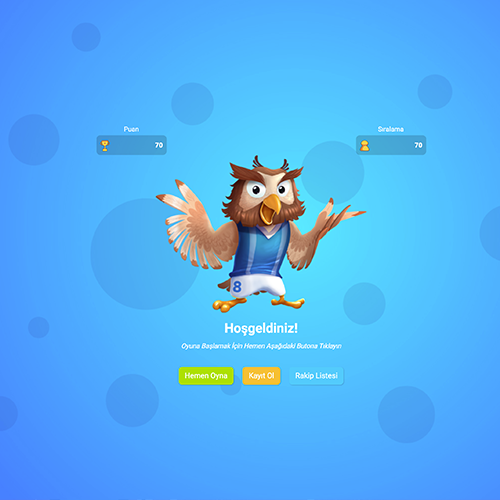 Puan
Sıralama
70
70
8
Hoşgeldiniz!
Oyuna Başlamak İçin Hemen Aşağıdaki Butona Tıklayın
Hemen Oyna
Kayıt Ol
Rakip Listesi